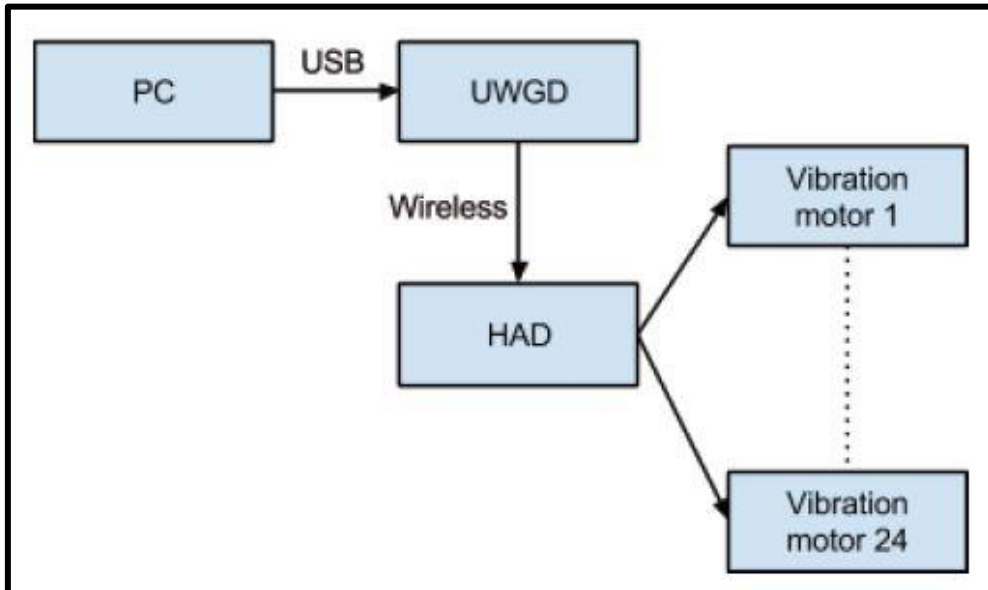 PC
USB
UWGD
Wireless
Vibration
motor 1
HAD
Vibration
motor 24